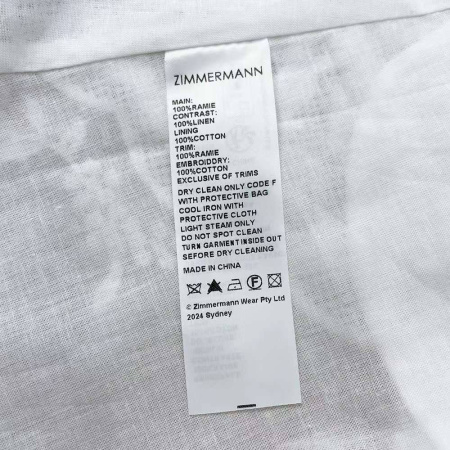 ZIMMERMANN
MAIN:
100%RAMIE
CONTRAST:
100%LINEN
LINING
100%COTTON
TRIM:
100%RAMIE
EMBROIDDRY:
100%COTTON
EXCLUSIVE OF TRIMS
DRY CLEAN ONLY CODE F
WITH PROTECTIVE BAG
COOL IRON WITH
PROTECTIVE CLOTH
LIGHT STEAM ONLY
DO NOT SPOT CLEAN
TURN GARMENT INSIDE OUT
SEFORE DRY CLEANING
MADE IN CHINA
F
© Zimmermann Wear Pty Ltd
2024 Sydney